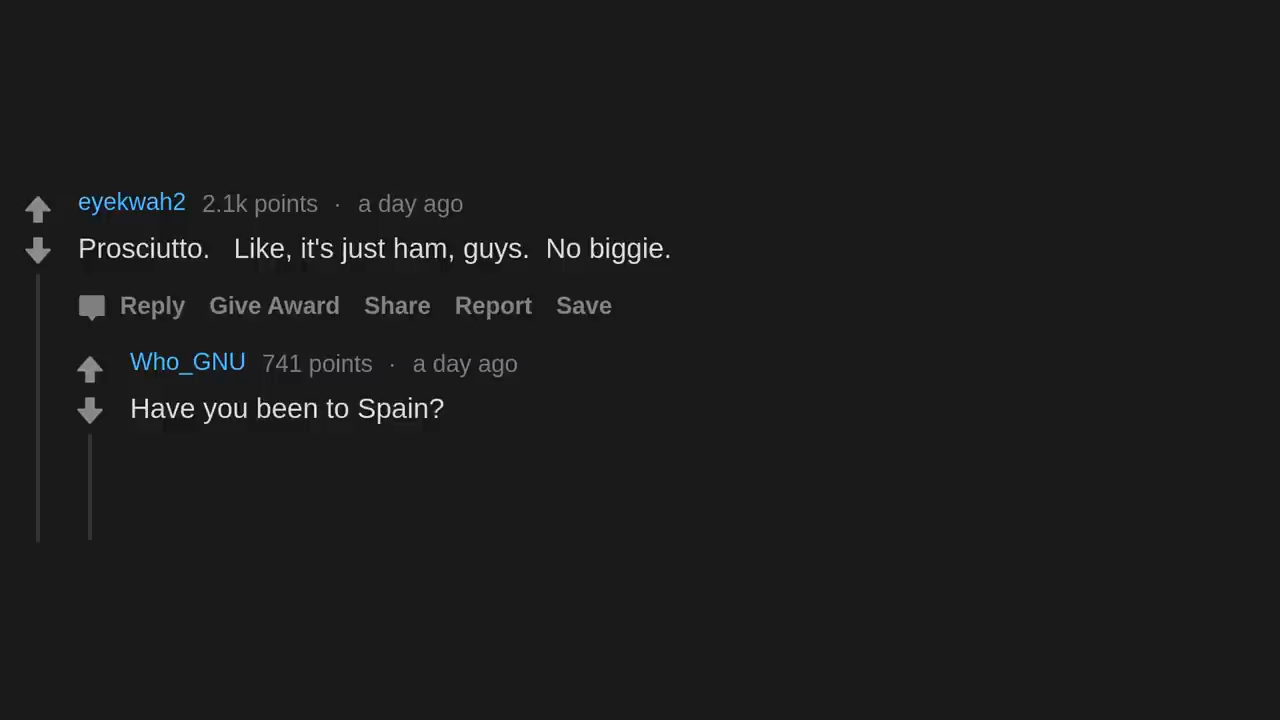 eyekwah2 2.1k points · a day ago
Prosciutto. Like, it's just ham, guys. No biggie.
Reply Give Award Share Report Save
Who_GNU 741 points · a day ago
Have you been to Spain?